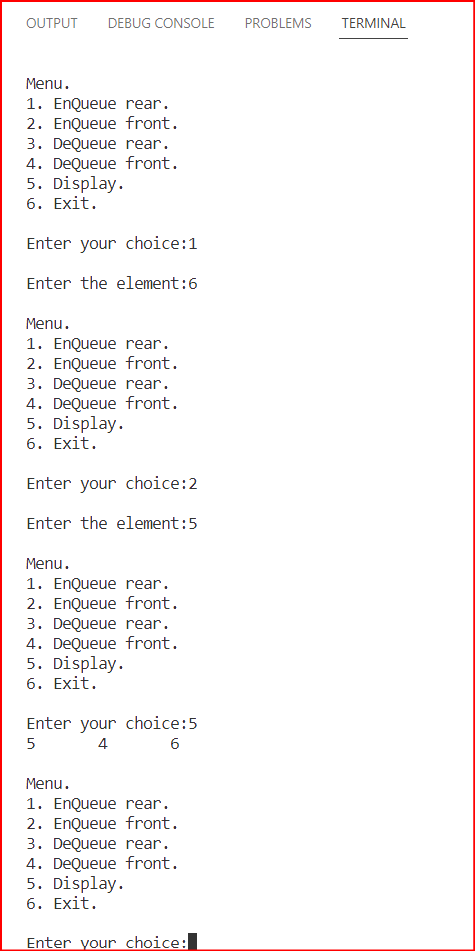 OUTPUT DEBUG CONSOLE PROBLEMS TERMINAL
Menu.
1. EnQueue rear.
2. EnQueue front.
3. DeQueue rear.
4. DeQueue front.
5. Display.
6. Exit.
Enter your choice:1
Enter the element:6
Menu.
1. EnQueue rear.
2. EnQueue front.
3. DeQueue rear.
4. DeQueue front.
5. Display.
6. Exit.
Enter your choice:2
Enter the element:5
Menu.
1. EnQueue rear.
2. EnQueue front.
3. DeQueue rear.
4. DeQueue front.
5. Display.
6. Exit.
Enter your choice:5
5 4 6
Menu.
1. EnQueue rear.
2. EnQueue front.
3. DeQueue rear.
4. DeQueue front.
5. Display.
6. Exit.
Enter your choice: